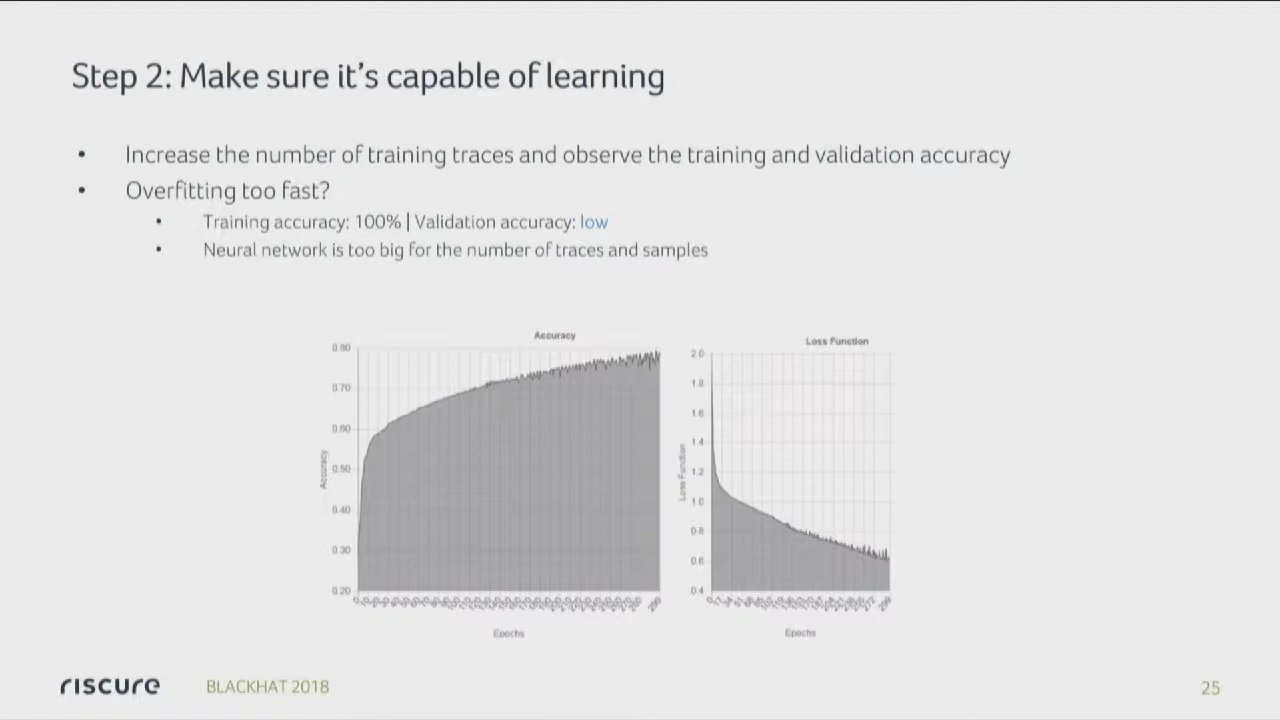 Step 2: Make sure it's capable of learning
• Increase the number of training traces and observe the training and validation accuracy
• Overfitting too fast?
• Training accuracy: 100% | Validation accuracy: low
• Neural network is too big for the number of traces and samples
Accuracy
0.80
0.70
0.60
0.50
0.40
0.30
0.20
Accuracy
Epochs
Loss Function
2.0
1.8
1.6
1.4
1.2
1.0
0.8
0.6
0.4
Loss Function
Epochs
riscure
BLACKHAT 2018
25